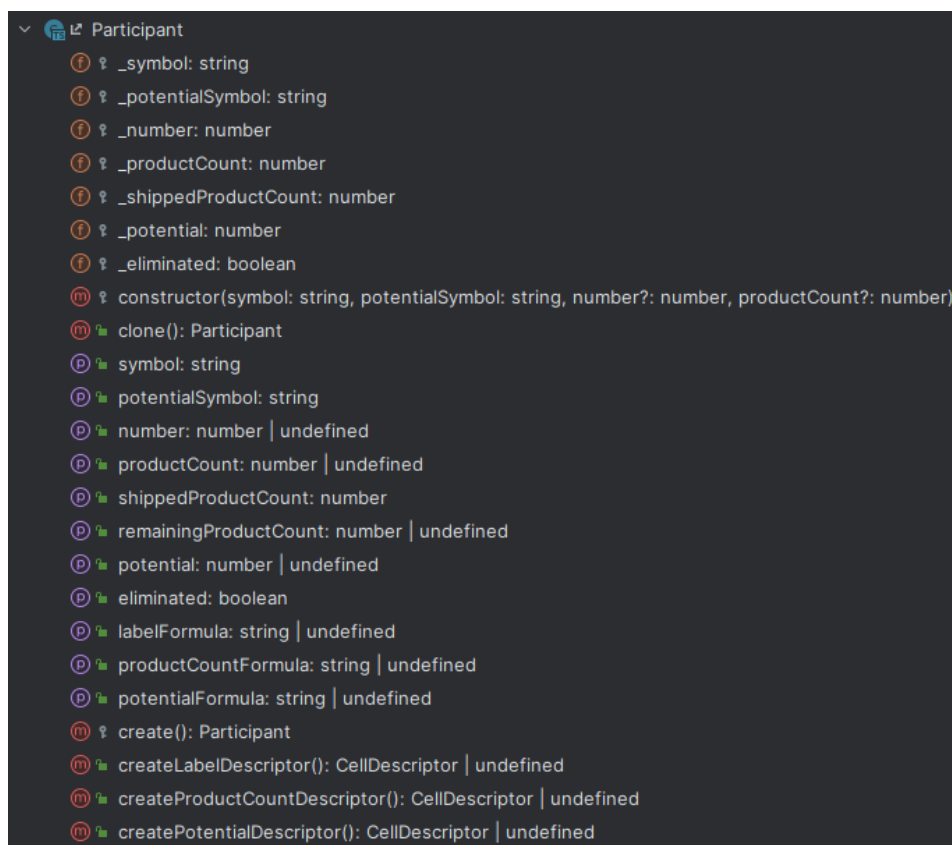 Participant
_symbol: string
_potentialSymbol: string
_number: number
_productCount: number
_shippedProductCount: number
_potential: number
_eliminated: boolean
constructor(symbol: string, potentialSymbol: string, number?: number, productCount?: number)
clone(): Participant
symbol: string
potentialSymbol: string
number: number | undefined
productCount: number | undefined
shippedProductCount: number
remainingProductCount: number | undefined
potential: number | undefined
eliminated: boolean
labelFormula: string | undefined
productCountFormula: string | undefined
potentialFormula: string | undefined
create(): Participant
createLabelDescriptor(): CellDescriptor | undefined
createProductCountDescriptor(): CellDescriptor | undefined
createPotentialDescriptor(): CellDescriptor | undefined